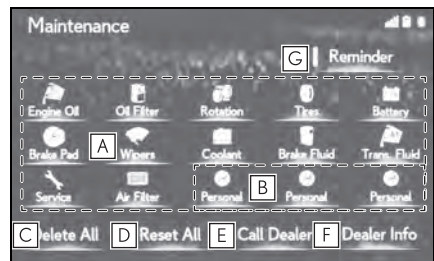 Maintenance
G Reminder
Engine Oil Oil Filter Rotation Tires Battery
Brake Pad A Wipers Coolant Brake Fluid Trans. Fluid
Service Air Filter Personal B Personal Personal
C elete All D Reset All E Call Dealer F Dealer Info